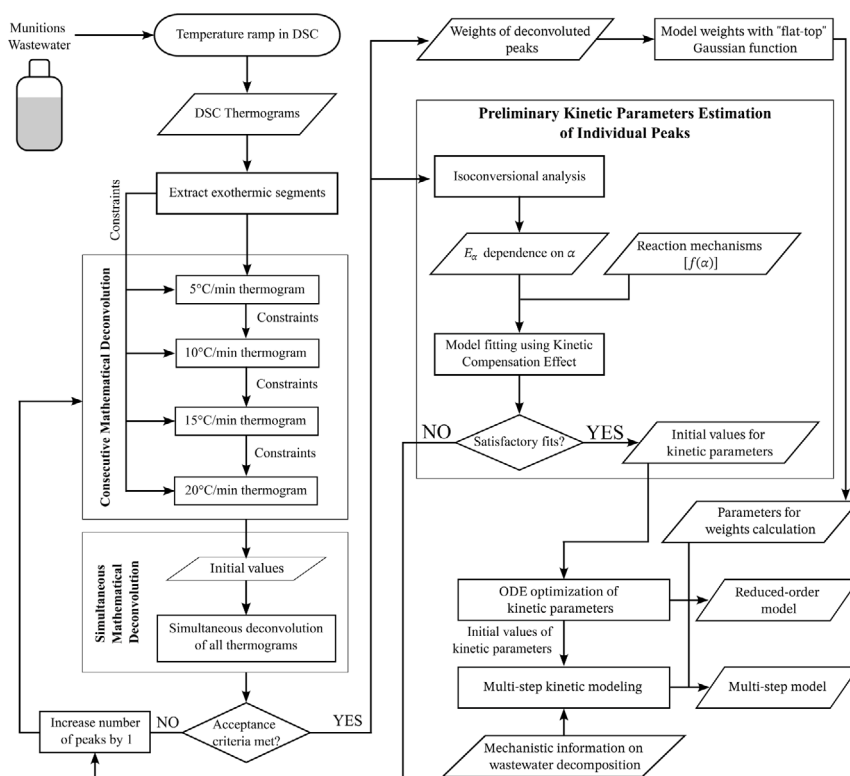 Munitions
Wastewater
Temperature ramp in DSC
DSC Thermograms
Extract exothermic segments
Constraints
Consecutive Mathematical Deconvolution
5°C/min thermogram
Constraints
10°C/min thermogram
Constraints
15°C/min thermogram
Constraints
20°C/min thermogram
Simultaneous
Mathematical
Deconvolution
Initial values
Simultaneous deconvolution
of all thermograms
Increase number
of peaks by 1
NO
Acceptance
criteria met?
YES
Weights of deconvoluted
peaks
Model weights with "flat-top"
Gaussian function
Preliminary Kinetic Parameters Estimation
of Individual Peaks
Isoconversional analysis
Eα dependence on α
Reaction mechanisms
[f(α)]
Model fitting using Kinetic
Compensation Effect
NO
Satisfactory fits?
YES
Initial values for
kinetic parameters
Parameters for
weights calculation
ODE optimization of
kinetic parameters
Reduced-order
model
Initial values of
kinetic parameters
Multi-step kinetic modeling
Multi-step model
Mechanistic information on
wastewater decomposition